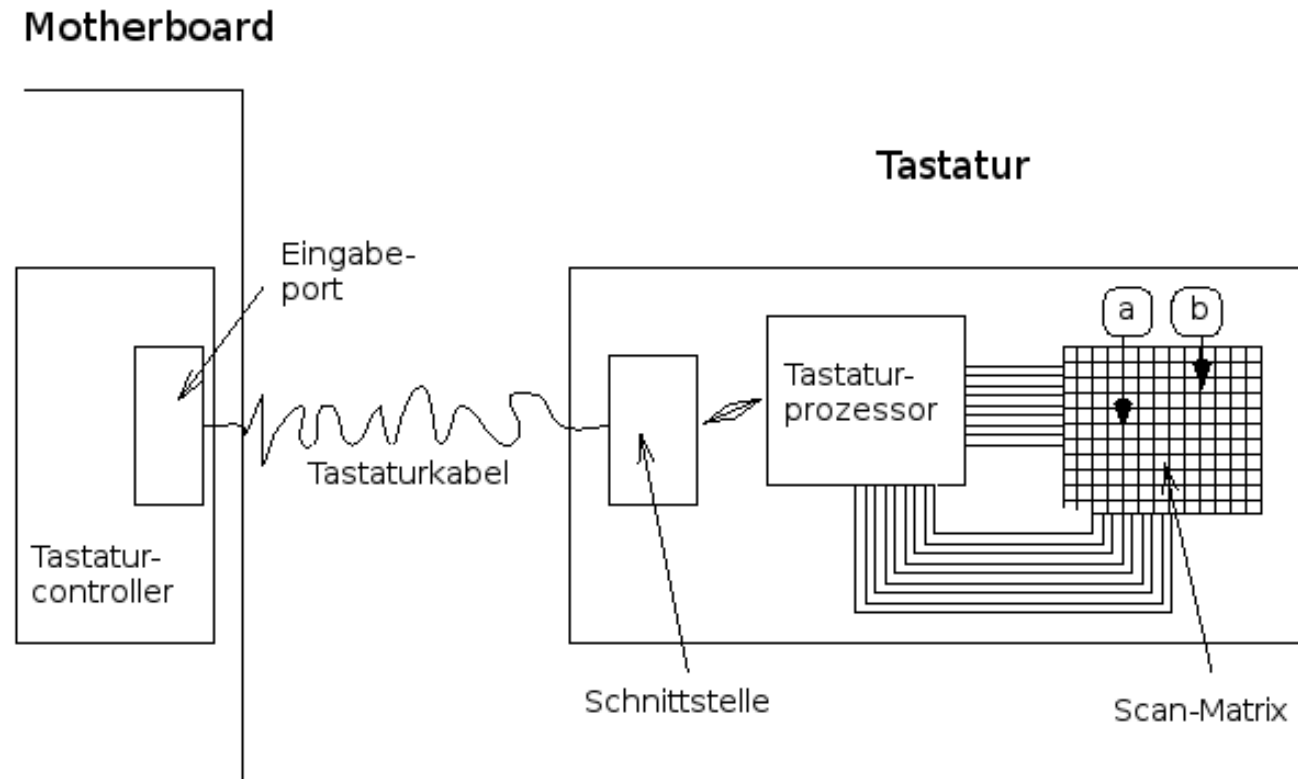 Motherboard
Tastatur
Eingabe-
port
a
b
Tastatur-
prozessor
Tastaturkabel
Tastatur-
controller
Schnittstelle
Scan-Matrix